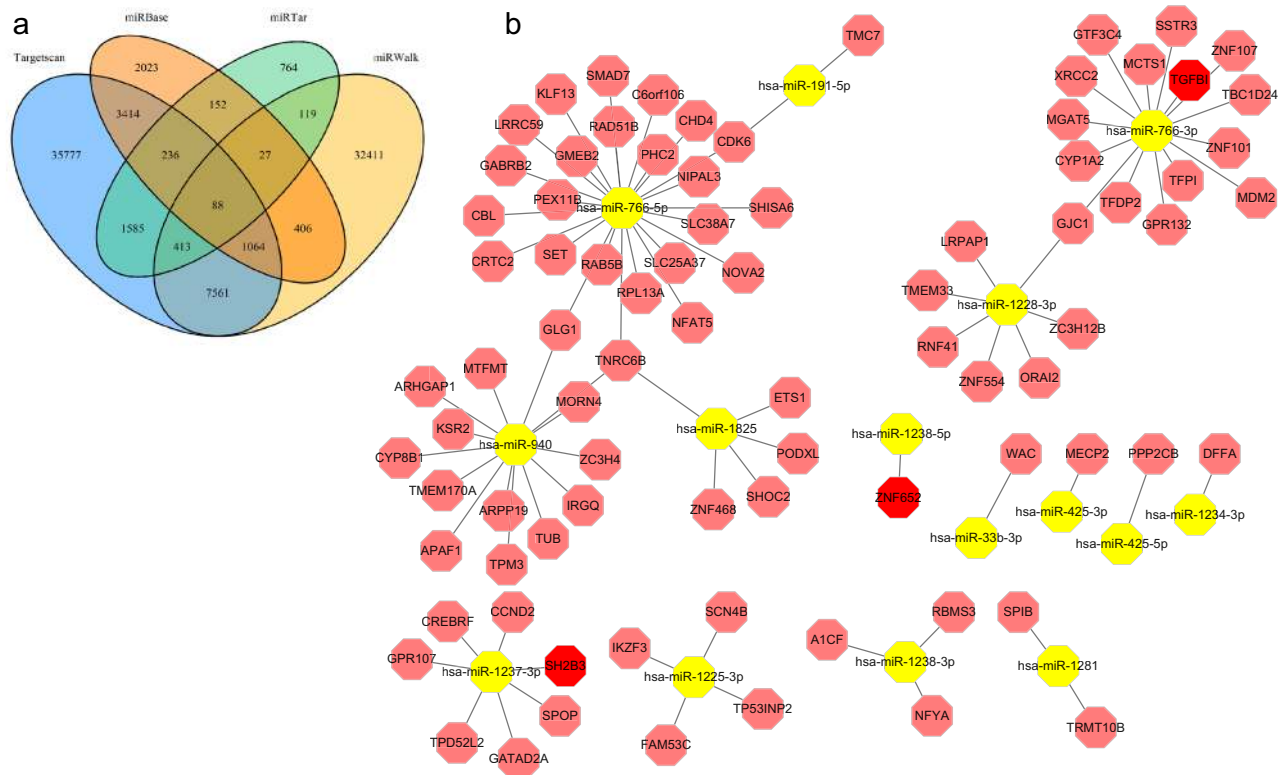 a
miRBase
miRTar
Targetscan
miRWalk
2023
764
152
3414
119
35777
236
27
32411
88
1585
406
413
1064
7561
b
TMC7
hsa-miR-191-5p
SMAD7
KLF13
C6orf106
LRRC59
RAD51B
CHD4
CDK6
GABRB2
GMEB2
PHC2
NIPAL3
PEX11B
hsa-miR-766-5p
SHISA6
CBL
SLC38A7
CRTC2
SET
RAB5B
SLC25A37
NOVA2
RPL13A
NFAT5
GLG1
TNRC6B
SSTR3
GTF3C4
ZNF107
MCTS1
XRCC2
TGFBI
TBC1D24
MGAT5
hsa-miR-766-3p
CYP1A2
ZNF101
TFPI
MDM2
TFDP2
GPR132
GJC1
LRPAP1
TMEM33
hsa-miR-1228-3p
ZC3H12B
RNF41
ZNF554
ORAI2
MTFMT
ARHGAP1
MORN4
KSR2
hsa-miR-940
CYP8B1
ZC3H4
TMEM170A
ARPP19
IRGQ
APAF1
TUB
TPM3
ETS1
hsa-miR-1825
PODXL
ZNF468
SHOC2
hsa-miR-1238-5p
ZNF652
WAC
MECP2
PPP2CB
DFFA
hsa-miR-425-3p
hsa-miR-1234-3p
hsa-miR-33b-3p
hsa-miR-425-5p
CCND2
CREBRF
GPR107
hsa-miR-1237-3p
SH2B3
SPOP
TPD52L2
GATAD2A
SCN4B
IKZF3
hsa-miR-1225-3p
TP53INP2
FAM53C
RBMS3
A1CF
hsa-miR-1238-3p
NFYA
SPIB
hsa-miR-1281
TRMT10B